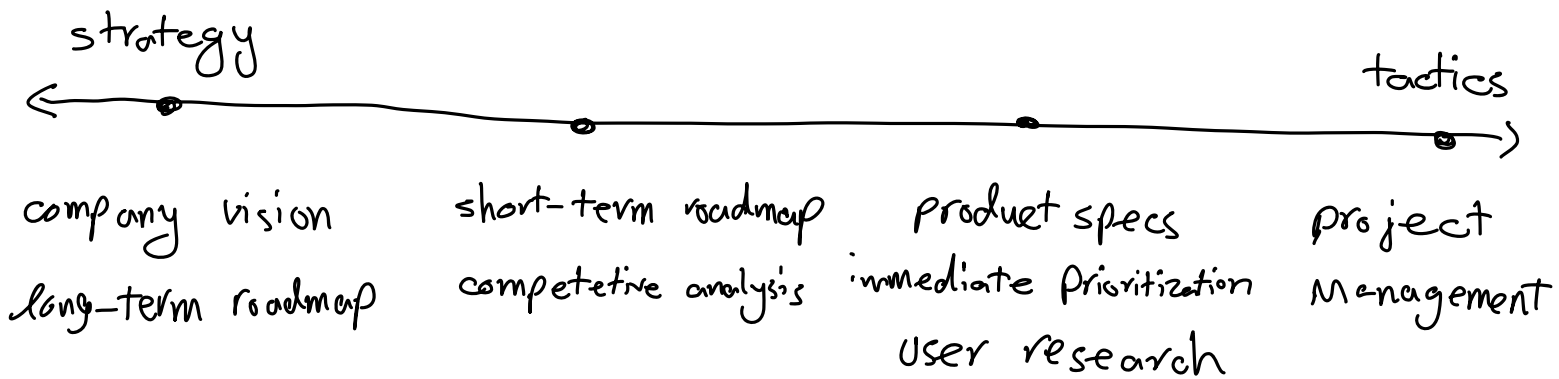 strategy
tactics
company vision
long-term roadmap
short-term roadmap
competetive analysis
product specs
immediate Prioritization
user research
project
Management